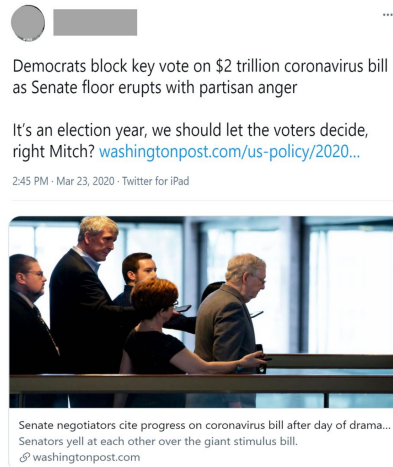 Democrats block key vote on $2 trillion coronavirus bill
as Senate floor erupts with partisan anger
It's an election year, we should let the voters decide,
right Mitch? washingtonpost.com/us-policy/2020...
2:45 PM · Mar 23, 2020 · Twitter for iPad
Senate negotiators cite progress on coronavirus bill after day of drama...
Senators yell at each other over the giant stimulus bill.
washingtonpost.com